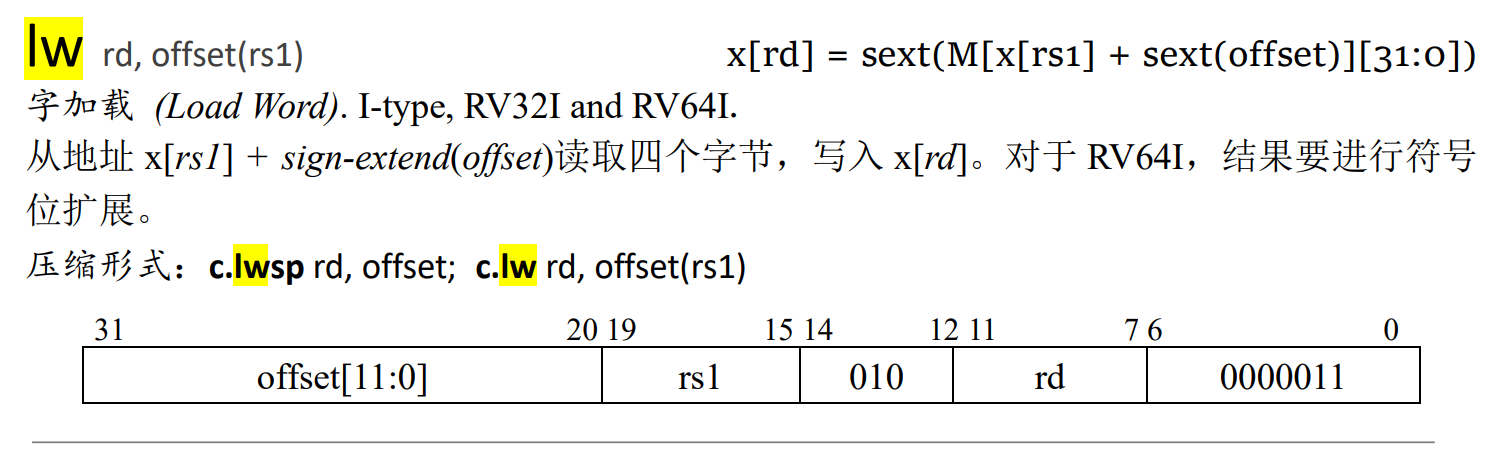 lw rd, offset(rs1) x[rd] = sext(M[x[rs1] + sext(offset)][31:0])
字加载 (Load Word). I-type, RV32I and RV64I.
从地址 x[rs1] + sign-extend(offset)读取四个字节，写入 x[rd]。对于 RV64I，结果要进行符号
位扩展。
压缩形式：c.lwsp rd, offset; c.lw rd, offset(rs1)
31 20 19 15 14 12 11 7 6 0
offset[11:0] rs1 010 rd 0000011